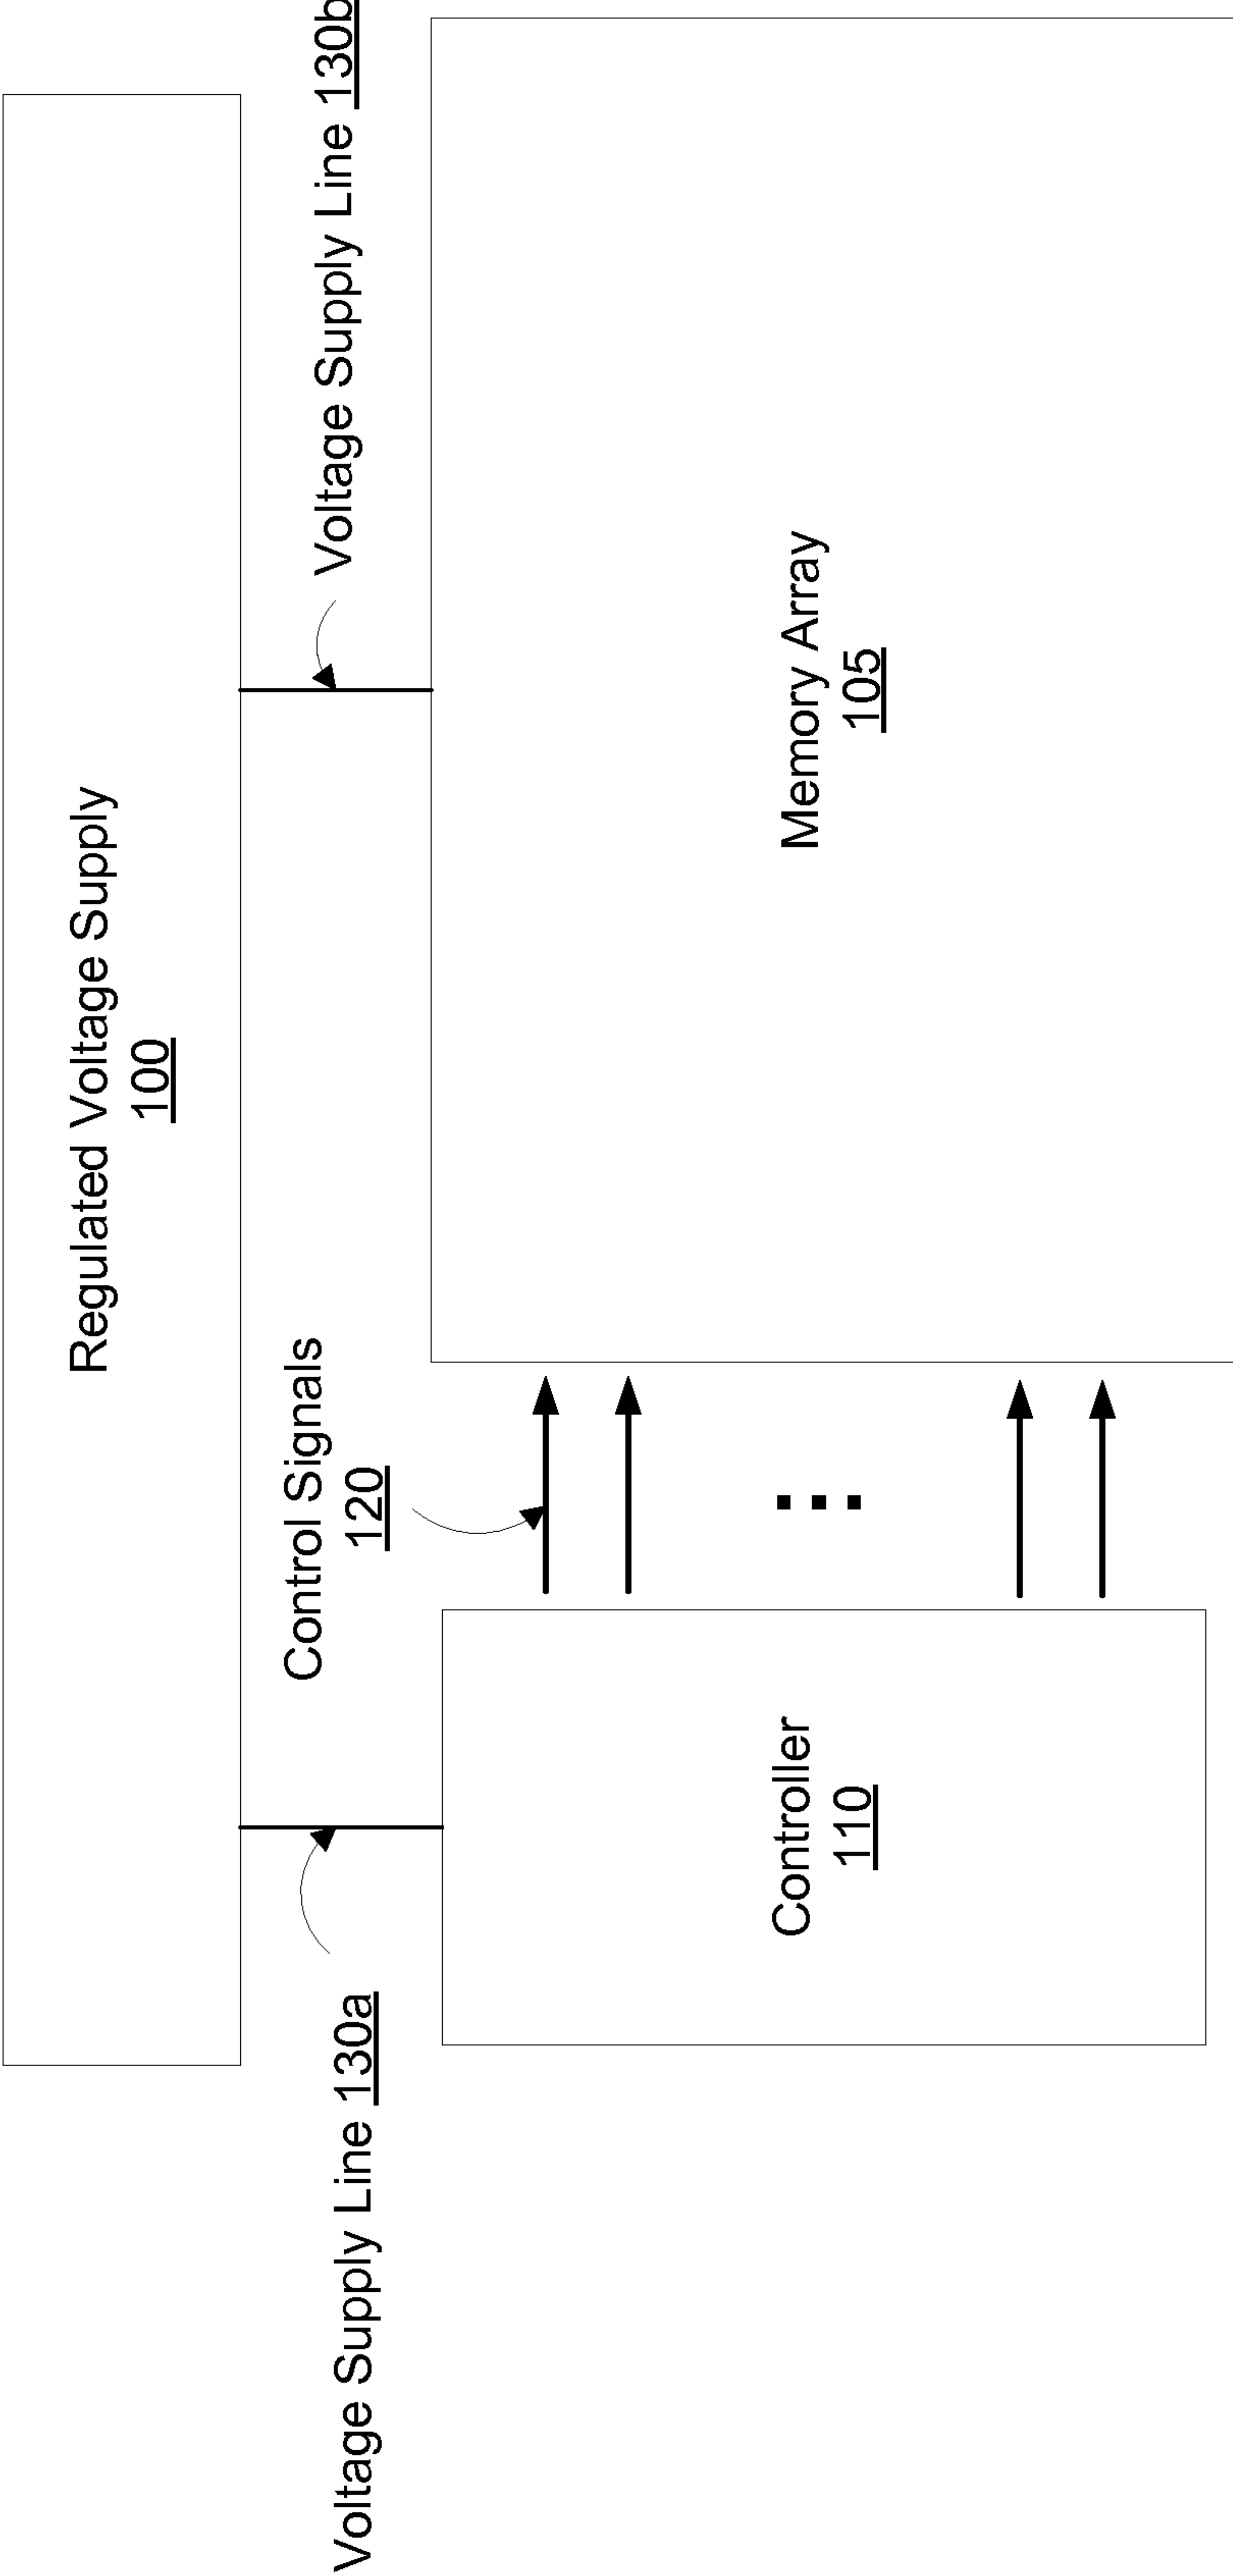 Regulated Voltage Supply
100
Voltage Supply Line 130a
Control Signals
120
Voltage Supply Line 130b
Controller
110
Memory Array
105